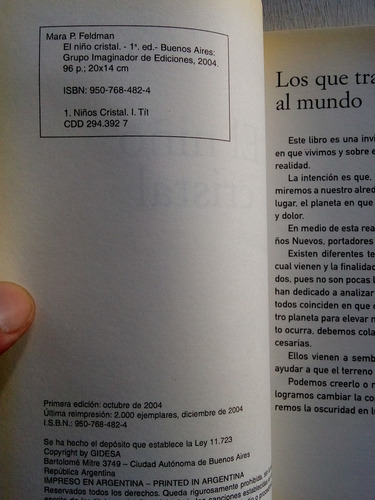 Mara P. Feldman
El niño cristal. - 1ª. ed.- Buenos Aires:
Grupo Imaginador de Ediciones, 2004.
96 p.; 20x14 cm
ISBN: 950-768-482-4
1. Niños Cristal. I. Tít
CDD 294.392 7
Primera edición: octubre de 2004
Última reimpresión: 2.000 ejemplares, diciembre de 2004
I.S.B.N.: 950-768-482-4
Se ha hecho el depósito que establece la Ley 11.723
Copyright by GIDESA
Bartolomé Mitre 3749 – Ciudad Autónoma de Buenos Aires
República Argentina
IMPRESO EN ARGENTINA – PRINTED IN ARGENTINA
Reservados todos los derechos. Queda rigurosamente prohibida,
Los que tra
al mundo
Este libro es una invi
en que vivimos y sobre e
realidad.
La intención es que,
miremos a nuestro alred
lugar, el planeta en que
y dolor.
En medio de esta rea
ños Nuevos, portadores
Existen diferentes te
cual vienen y la finalidad
dos, pues no son pocas l
han dedicado a analizar
todos coinciden en que e
tro planeta para elevar n
to ocurra, debemos cola
cesarias.
Ellos vienen a semb
ayudar a que el terreno
Podemos creerlo o n
logramos cambiar la co
remos la oscuridad en l